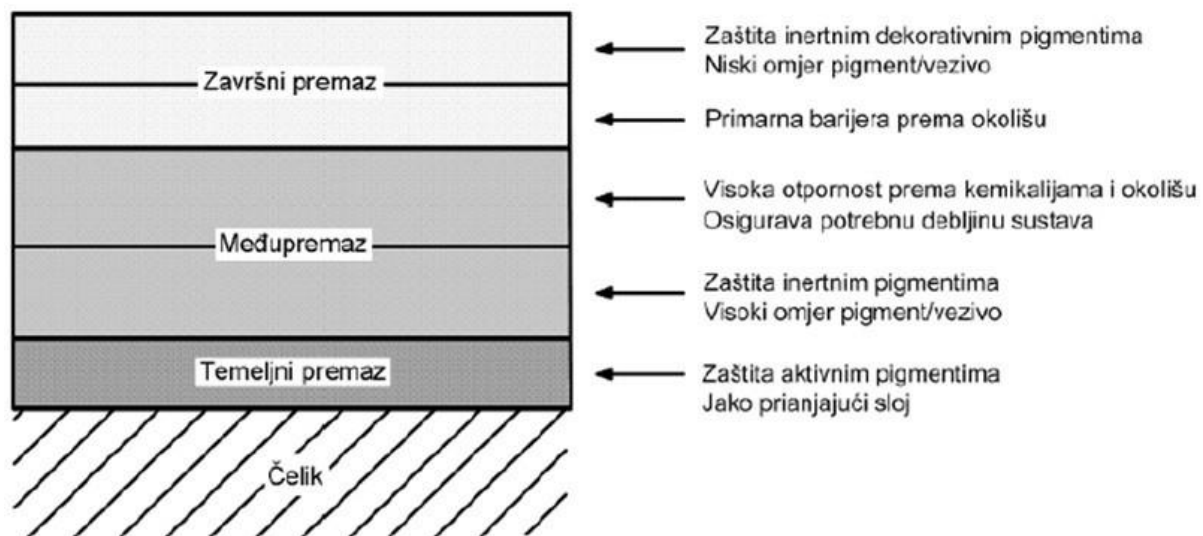 Završni premaz
Međupremaz
Temeljni premaz
Čelik
Zaštita inertnim dekorativnim pigmentima
Niski omjer pigment/vezivo
Primarna barijera prema okolišu
Visoka otpornost prema kemikalijama i okolišu
Osigurava potrebnu debljinu sustava
Zaštita inertnim pigmentima
Visoki omjer pigment/vezivo
Zaštita aktivnim pigmentima
Jako prianjajući sloj